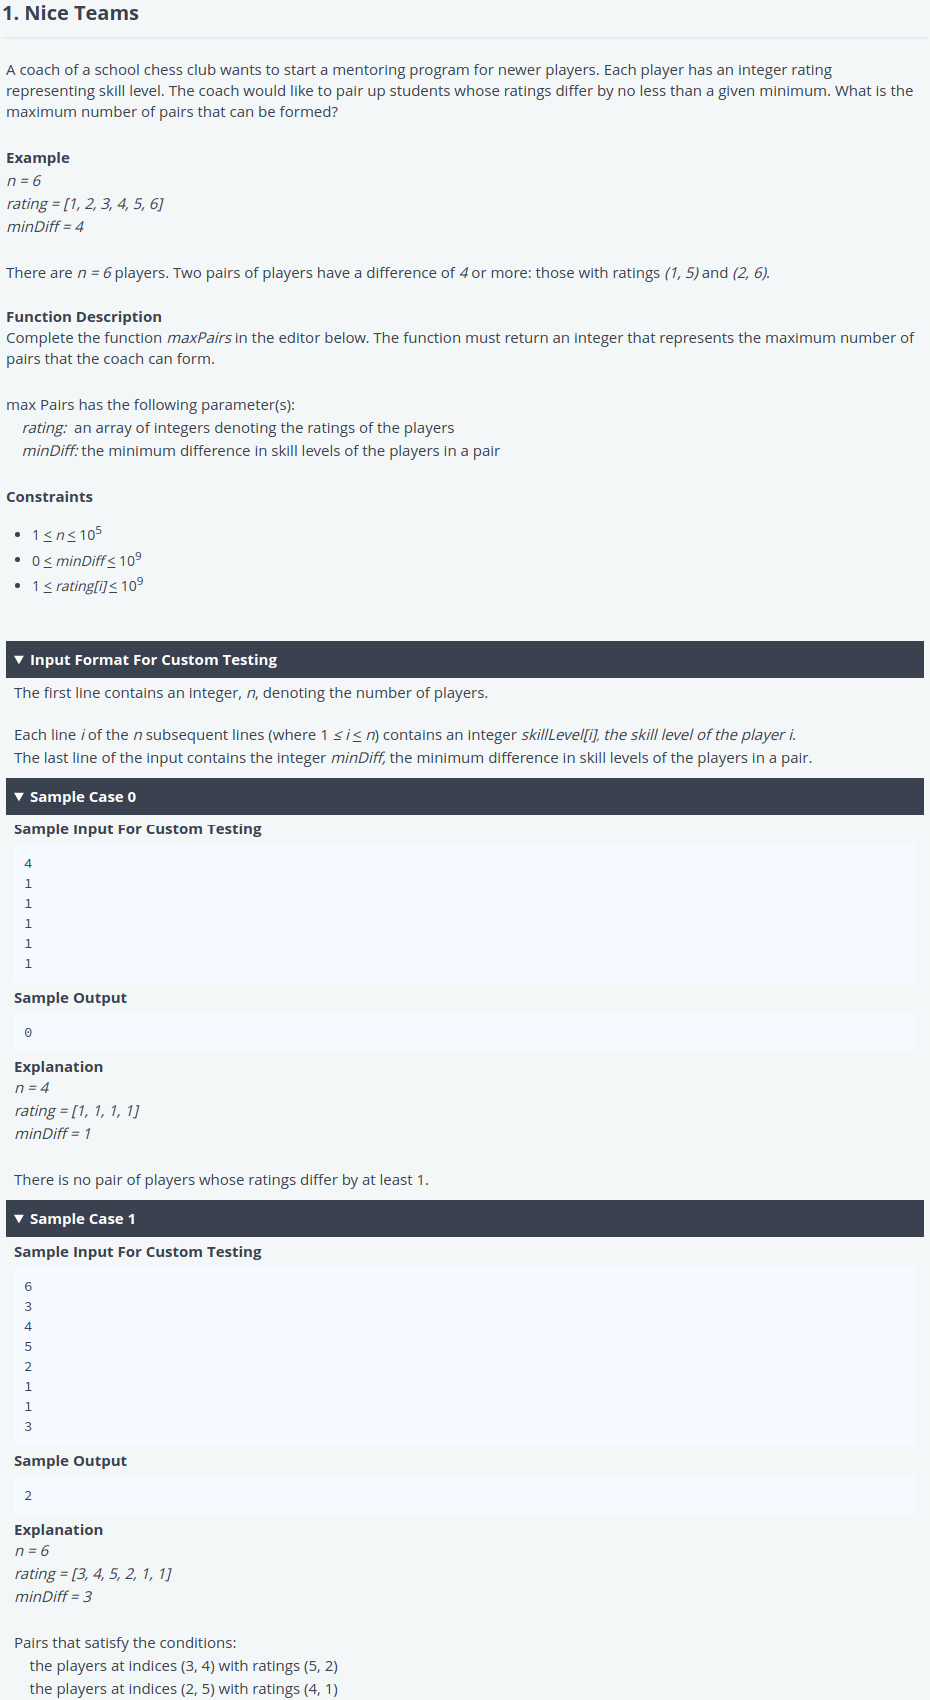 1. Nice Teams
A coach of a school chess club wants to start a mentoring program for newer players. Each player has an integer rating
representing skill level. The coach would like to pair up students whose ratings differ by no less than a given minimum. What is the
maximum number of pairs that can be formed?
Example
n = 6
rating = [1, 2, 3, 4, 5, 6]
minDiff = 4
There are n = 6 players. Two pairs of players have a difference of 4 or more: those with ratings (1, 5) and (2, 6).
Function Description
Complete the function maxPairs in the editor below. The function must return an integer that represents the maximum number of
pairs that the coach can form.
max Pairs has the following parameter(s):
rating: an array of integers denoting the ratings of the players
minDiff: the minimum difference in skill levels of the players in a pair
Constraints
• 1 ≤ n ≤ 10⁵
• 0 ≤ minDiff ≤ 10⁹
• 1 ≤ rating[i] ≤ 10⁹
▼ Input Format For Custom Testing
The first line contains an integer, n, denoting the number of players.
Each line i of the n subsequent lines (where 1 ≤ i ≤ n) contains an integer skillLevel[i], the skill level of the player i.
The last line of the input contains the integer minDiff, the minimum difference in skill levels of the players in a pair.
▼ Sample Case 0
Sample Input For Custom Testing
4
1
1
1
1
1
Sample Output
0
Explanation
n = 4
rating = [1, 1, 1, 1]
minDiff = 1
There is no pair of players whose ratings differ by at least 1.
▼ Sample Case 1
Sample Input For Custom Testing
6
3
4
5
2
1
1
3
Sample Output
2
Explanation
n = 6
rating = [3, 4, 5, 2, 1, 1]
minDiff = 3
Pairs that satisfy the conditions:
the players at indices (3, 4) with ratings (5, 2)
the players at indices (2, 5) with ratings (4, 1)